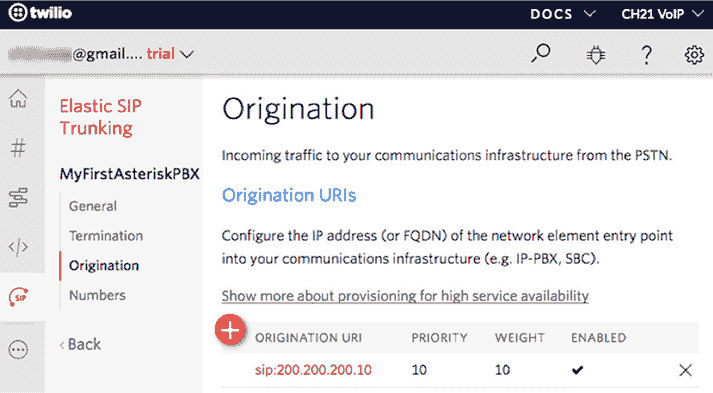 twilio
DOCS
CH21 VoIP
@gmail.... trial
Elastic SIP
Trunking
MyFirstAsteriskPBX
General
Termination
Origination
Numbers
‹ Back
SIP
Origination
Incoming traffic to your communications infrastructure from the PSTN.
Origination URIs
Configure the IP address (or FQDN) of the network element entry point
into your communications infrastructure (e.g. IP-PBX, SBC).
Show more about provisioning for high service availability
ORIGINATION URI PRIORITY WEIGHT ENABLED
sip:200.200.200.10 10 10 ✔